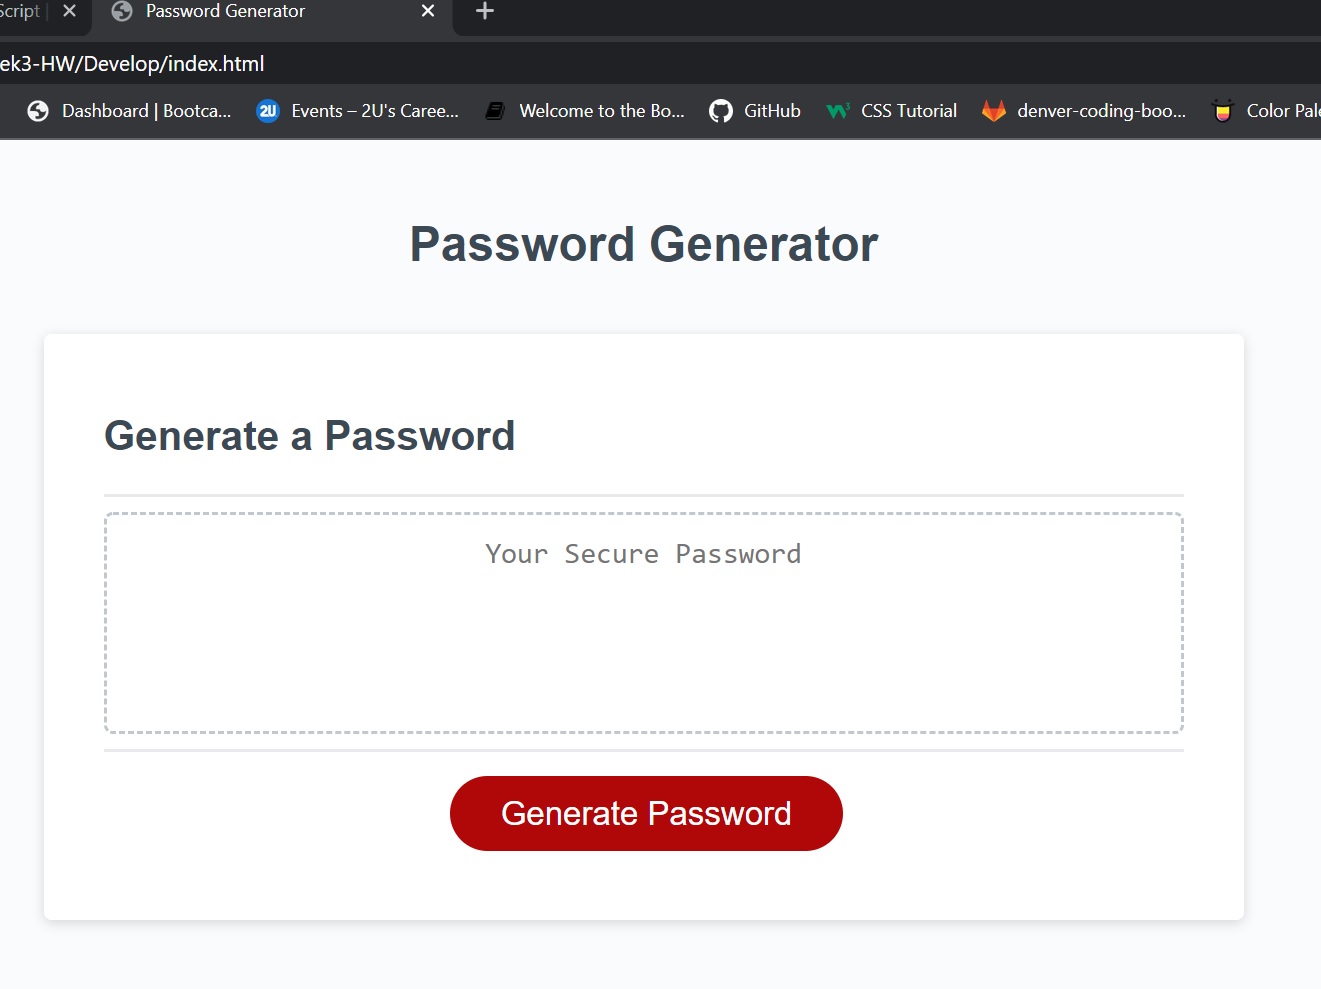 Script
Password Generator
ek3-HW/Develop/index.html
Dashboard | Bootca... 2U Events – 2U's Caree... Welcome to the Bo... GitHub W3 CSS Tutorial denver-coding-boo... Color Pale
Password Generator
Generate a Password
Your Secure Password
Generate Password